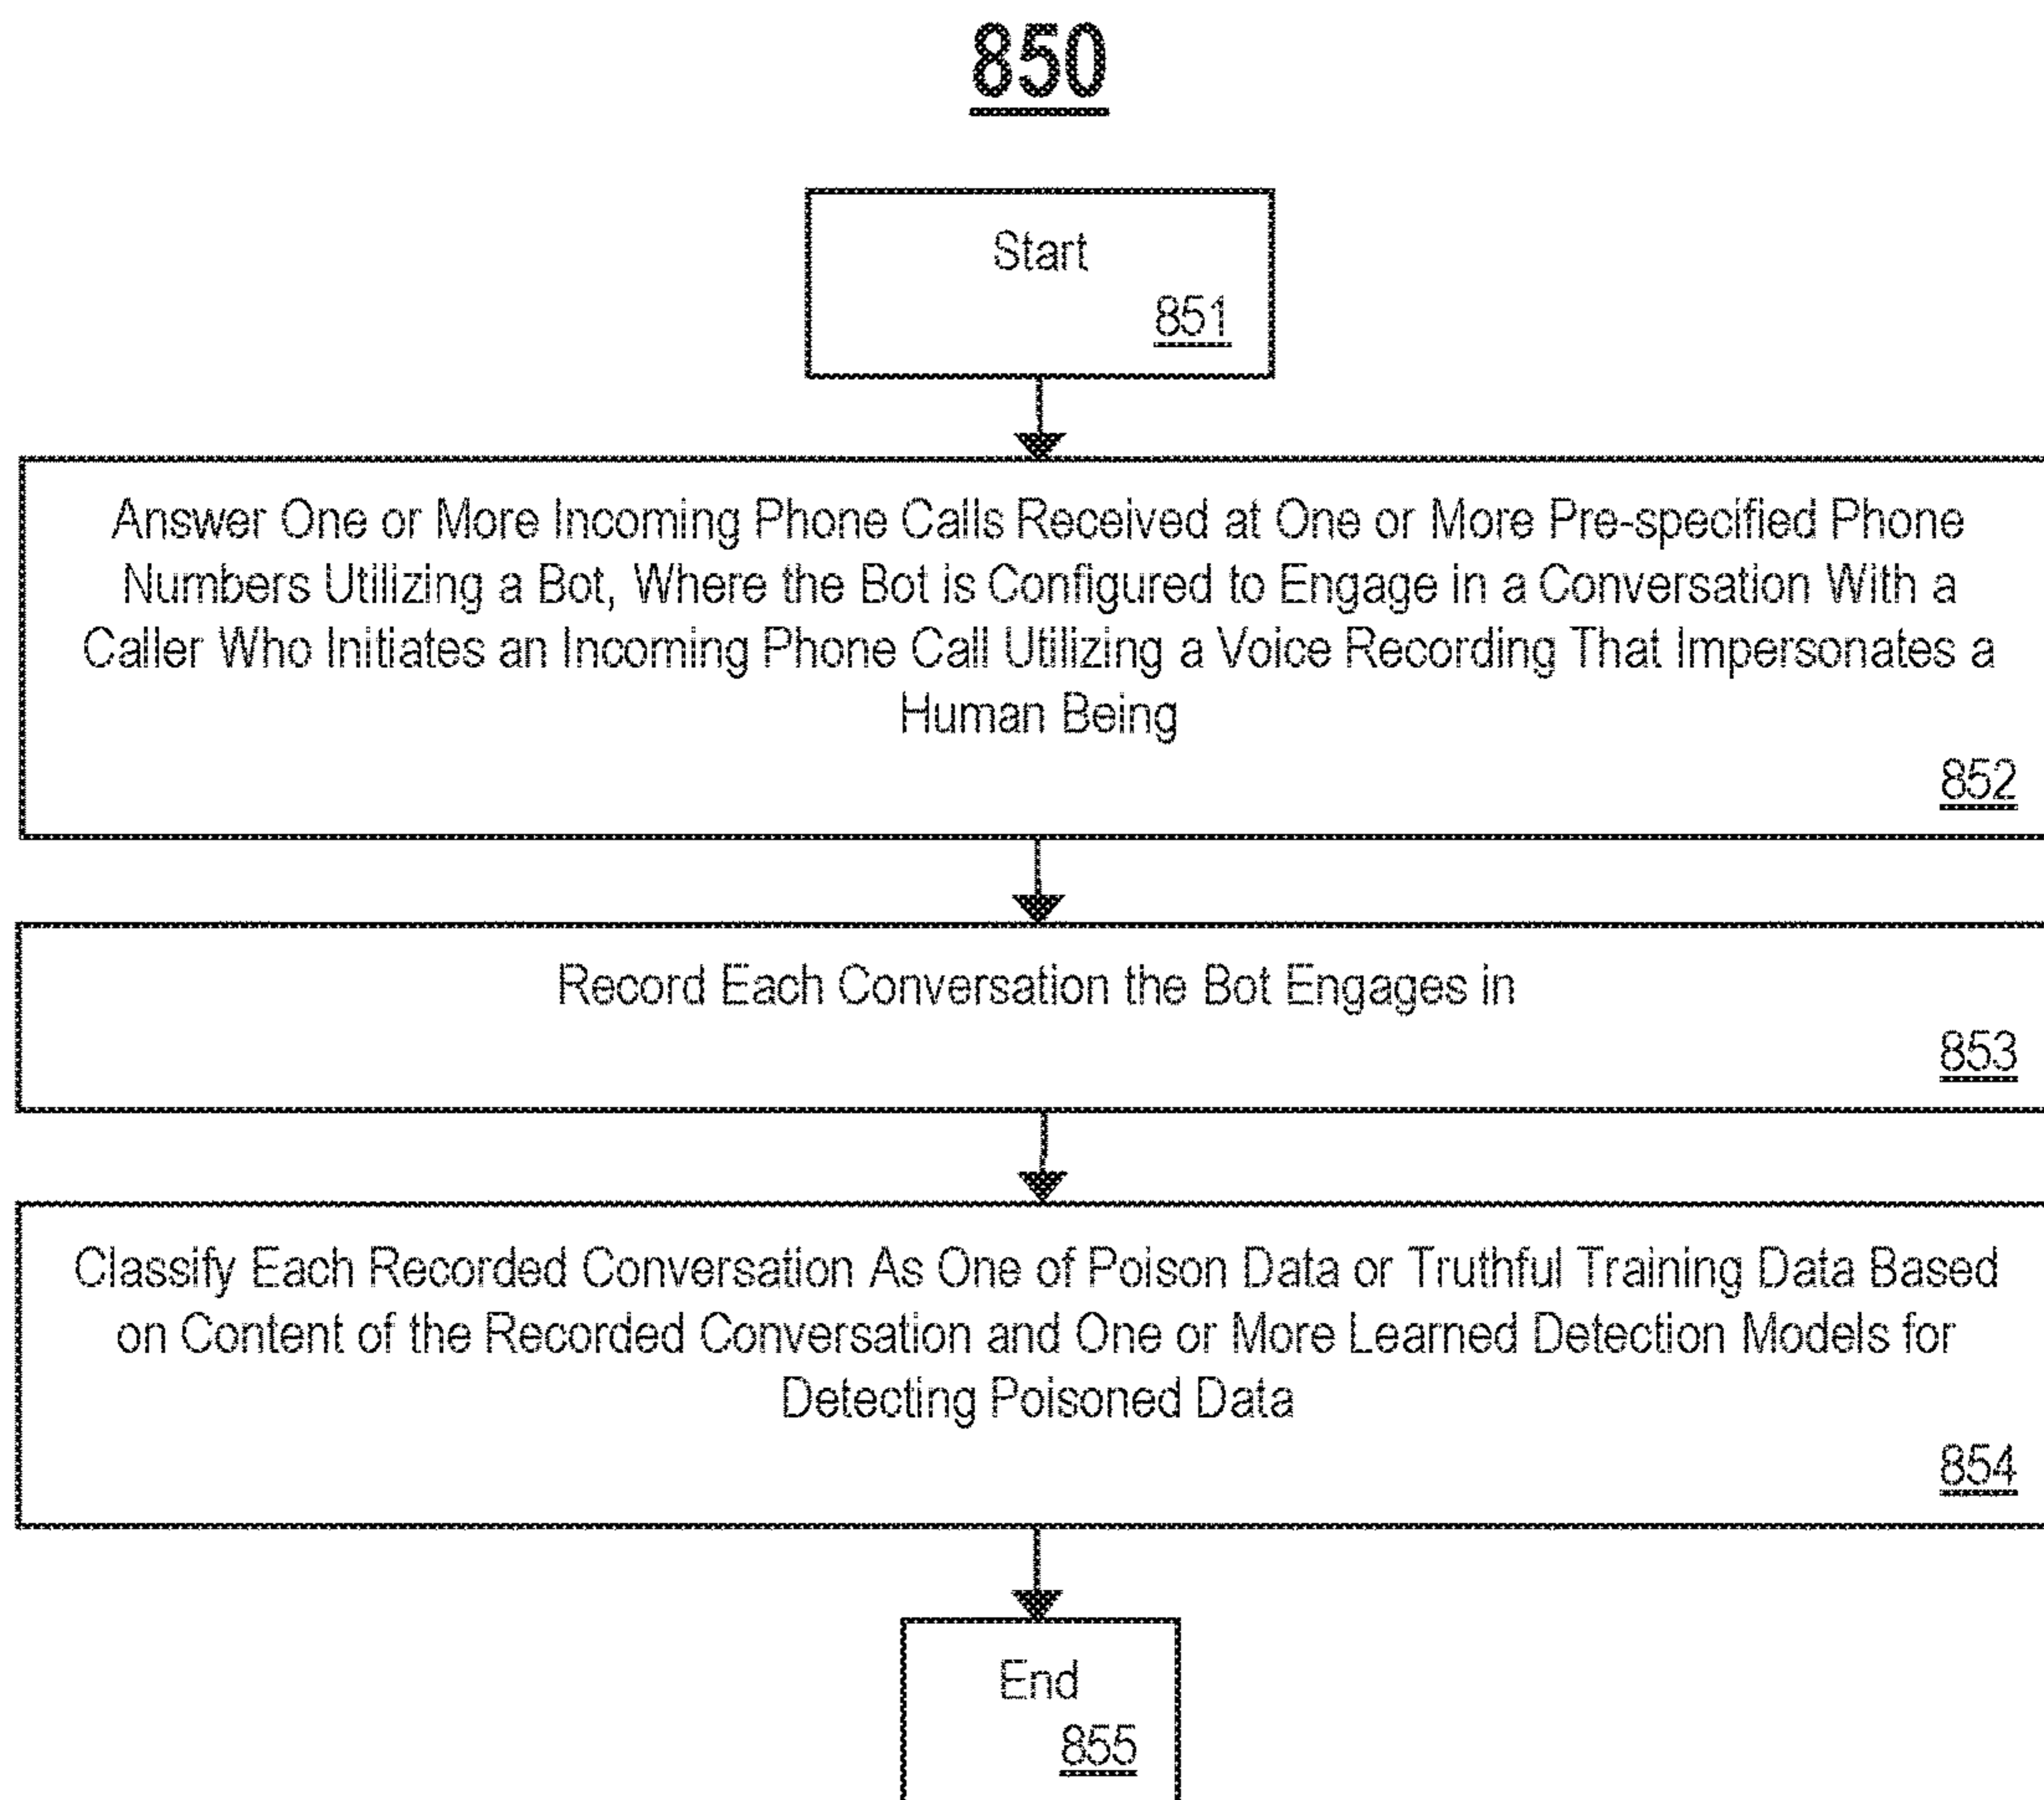 850
Start
851
Answer One or More Incoming Phone Calls Received at One or More Pre-specified Phone
Numbers Utilizing a Bot, Where the Bot is Configured to Engage in a Conversation With a
Caller Who Initiates an Incoming Phone Call Utilizing a Voice Recording That Impersonates a
Human Being
852
Record Each Conversation the Bot Engages in
853
Classify Each Recorded Conversation As One of Poison Data or Truthful Training Data Based
on Content of the Recorded Conversation and One or More Learned Detection Models for
Detecting Poisoned Data
854
End
855